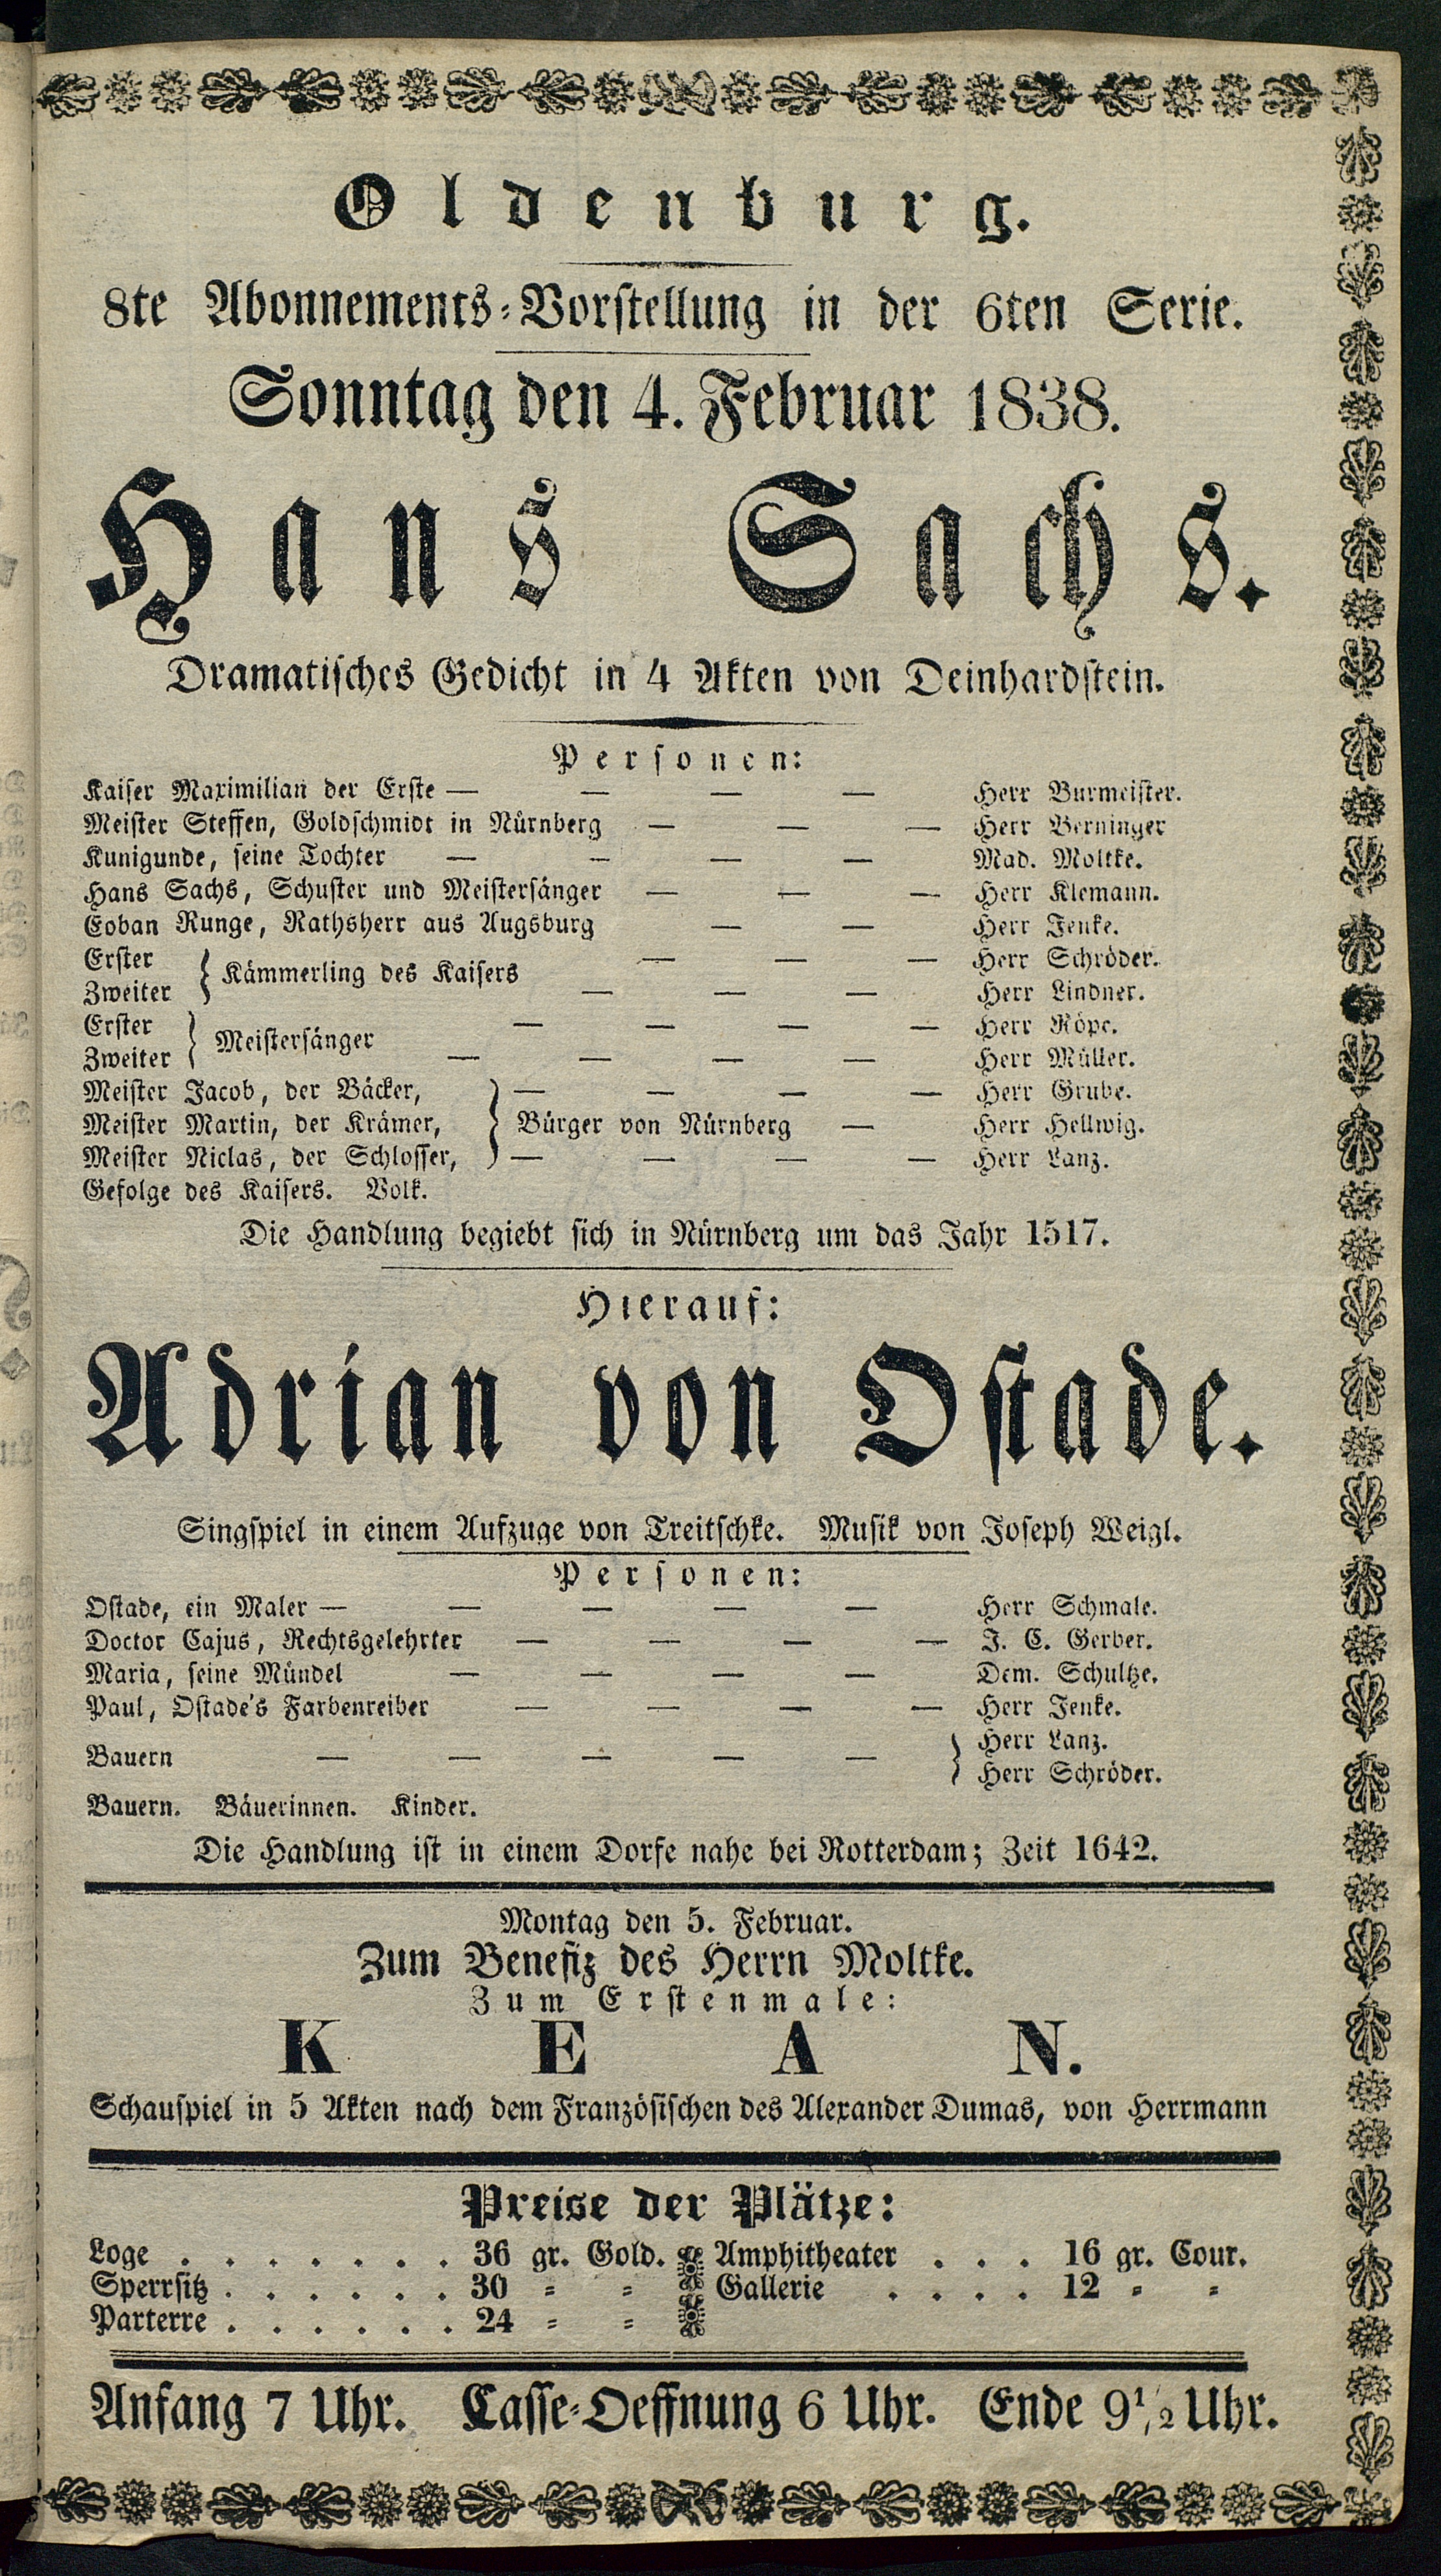 Oldenburg.
8te Abonnements-Vorstellung in der 6ten Serie.
Sonntag den 4. Februar 1838.
Hans Sachs.
Dramatisches Gedicht in 4 Akten von Deinhardstein.
Personen:
Kaiser Maximilian der Erste — — — — Herr Burmeister.
Meister Steffen, Goldschmidt in Nürnberg — — — Herr Berninger
Kunigunde, seine Tochter — — — — Mad. Moltke.
Hans Sachs, Schuster und Meistersänger — — — Herr Klemann.
Eoban Runge, Rathsherr aus Augsburg — — Herr Jenke.
Erster } Kämmerling des Kaisers — — — Herr Schröder.
Zweiter — — — Herr Lindner.
Erster } Meistersänger — — — — Herr Röpe.
Zweiter — — — — Herr Müller.
Meister Jacob, der Bäcker, — — — — Herr Grube.
Meister Martin, der Krämer, } Bürger von Nürnberg — Herr Hellwig.
Meister Niclas, der Schlosser, — — — — Herr Lanz.
Gefolge des Kaisers. Volk.
Die Handlung begiebt sich in Nürnberg um das Jahr 1517.
Hierauf:
Adrian von Ostade.
Singspiel in einem Aufzuge von Treitschke. Musik von Joseph Weigl.
Personen:
Ostade, ein Maler — — — — — Herr Schmale.
Doctor Cajus, Rechtsgelehrter — — — — J. C. Gerber.
Maria, seine Mündel — — — — Dem. Schultze.
Paul, Ostade's Farbenreiber — — — — Herr Jenke.
Bauern — — — — — } Herr Lanz.
Herr Schröder.
Bauern. Bäuerinnen. Kinder.
Die Handlung ist in einem Dorfe nahe bei Rotterdam; Zeit 1642.
Montag den 5. Februar.
Zum Benefiz des Herrn Moltke.
Zum Erstenmale:
KEAN.
Schauspiel in 5 Akten nach dem Französischen des Alexander Dumas, von Herrmann
Preise der Plätze:
Loge . . . . . . . 36 gr. Gold. Amphitheater . . . 16 gr. Cour.
Sperrsitz . . . . . . 30 = = Gallerie . . . . 12 = =
Parterre . . . . . . 24 = =
Anfang 7 Uhr. Casse-Oeffnung 6 Uhr. Ende 9 1/2 Uhr.